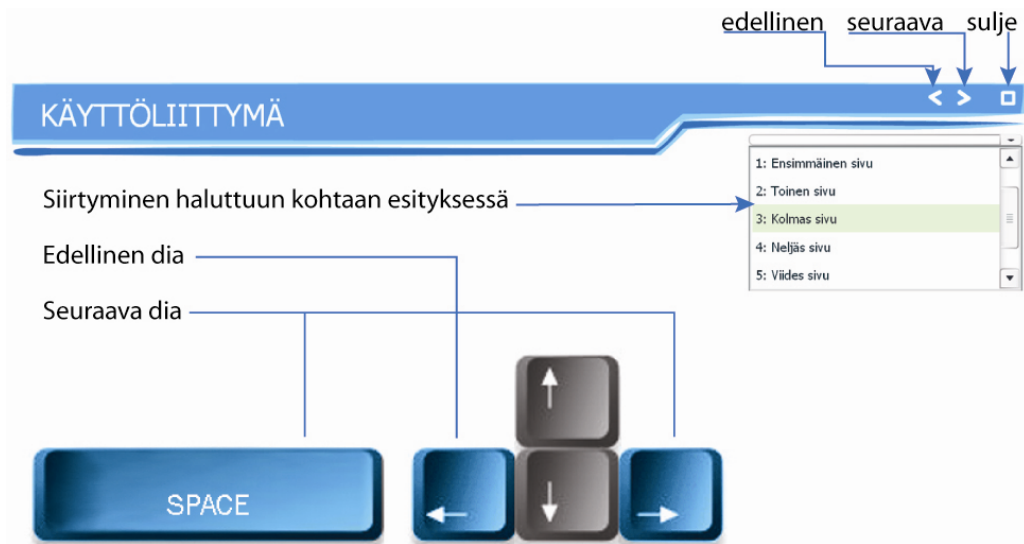 edellinen seuraava sulje
KÄYTTÖLIITTYMÄ
1: Ensimmäinen sivu
Siirtyminen haluttuun kohtaan esityksessä
2: Toinen sivu
3: Kolmas sivu
Edellinen dia
4: Neljäs sivu
5: Viides sivu
Seuraava dia
SPACE